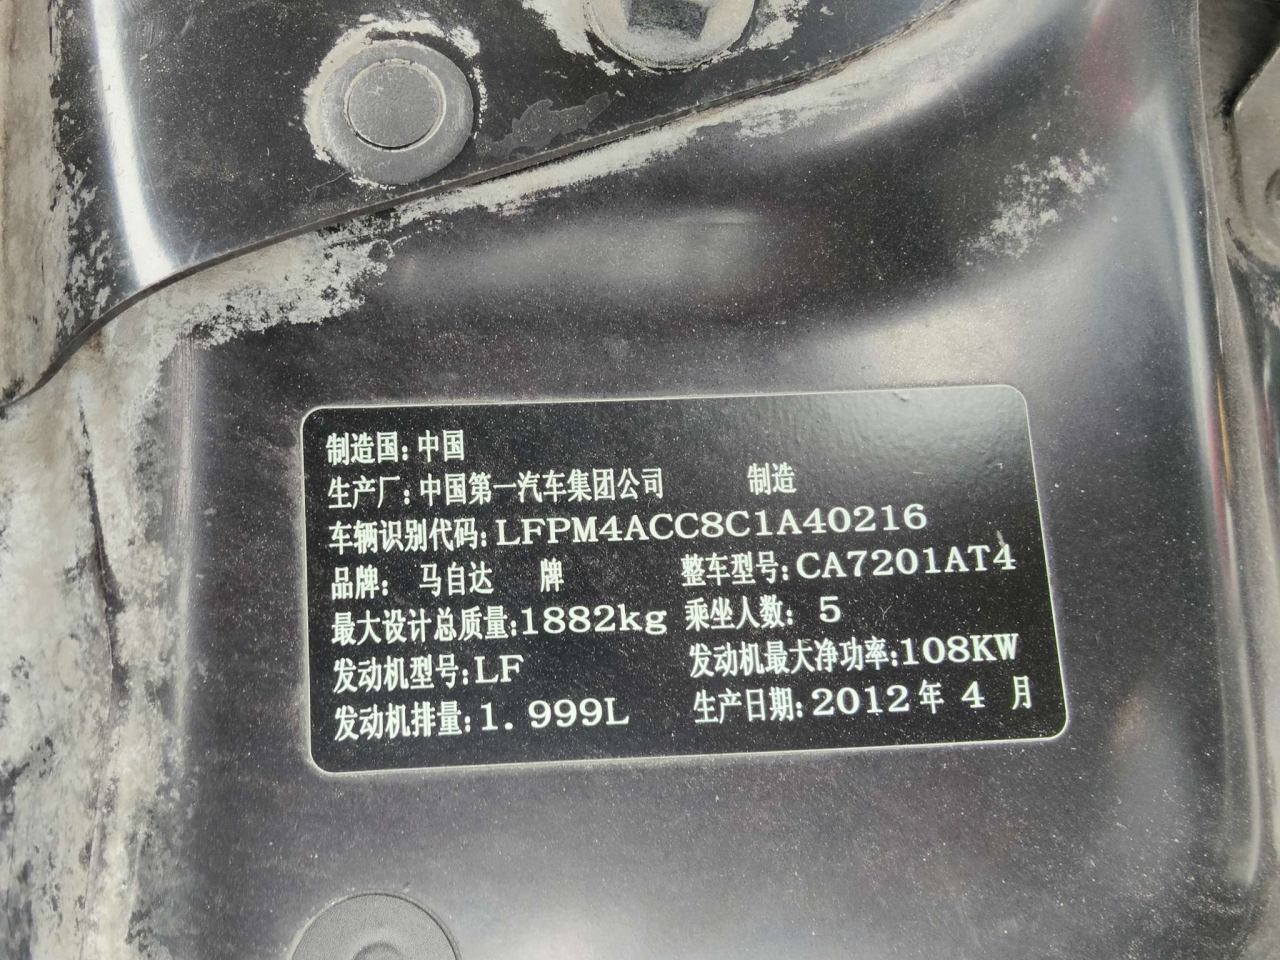 制造国:中国
生产厂:中国第一汽车集团公司 制造
车辆识别代码:LFPM4ACC8C1A40216
品牌: 马自达 牌 整车型号:CA7201AT4
最大设计总质量:1882kg 乘坐人数: 5
发动机型号:LF 发动机最大净功率:108KW
发动机排量:1. 999L 生产日期:2012年 4 月